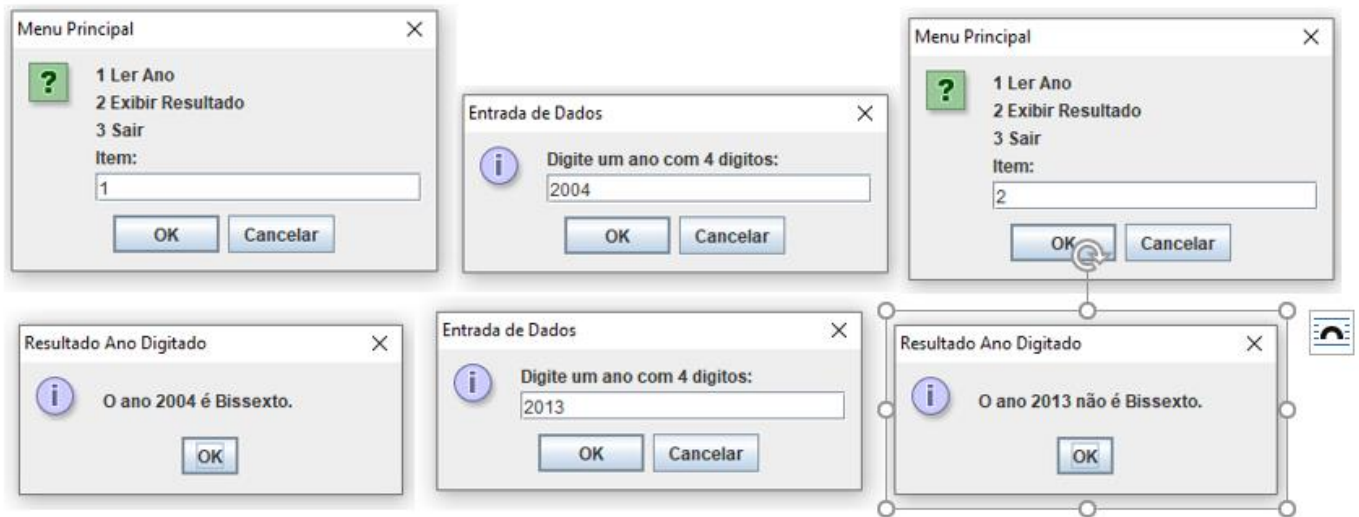 Menu Principal
1 Ler Ano
2 Exibir Resultado
3 Sair
Item:
1
OK Cancelar
Entrada de Dados
Digite um ano com 4 digitos:
2004
OK Cancelar
Menu Principal
1 Ler Ano
2 Exibir Resultado
3 Sair
Item:
2
OK Cancelar
Resultado Ano Digitado
O ano 2004 é Bissexto.
OK
Entrada de Dados
Digite um ano com 4 digitos:
2013
OK Cancelar
Resultado Ano Digitado
O ano 2013 não é Bissexto.
OK